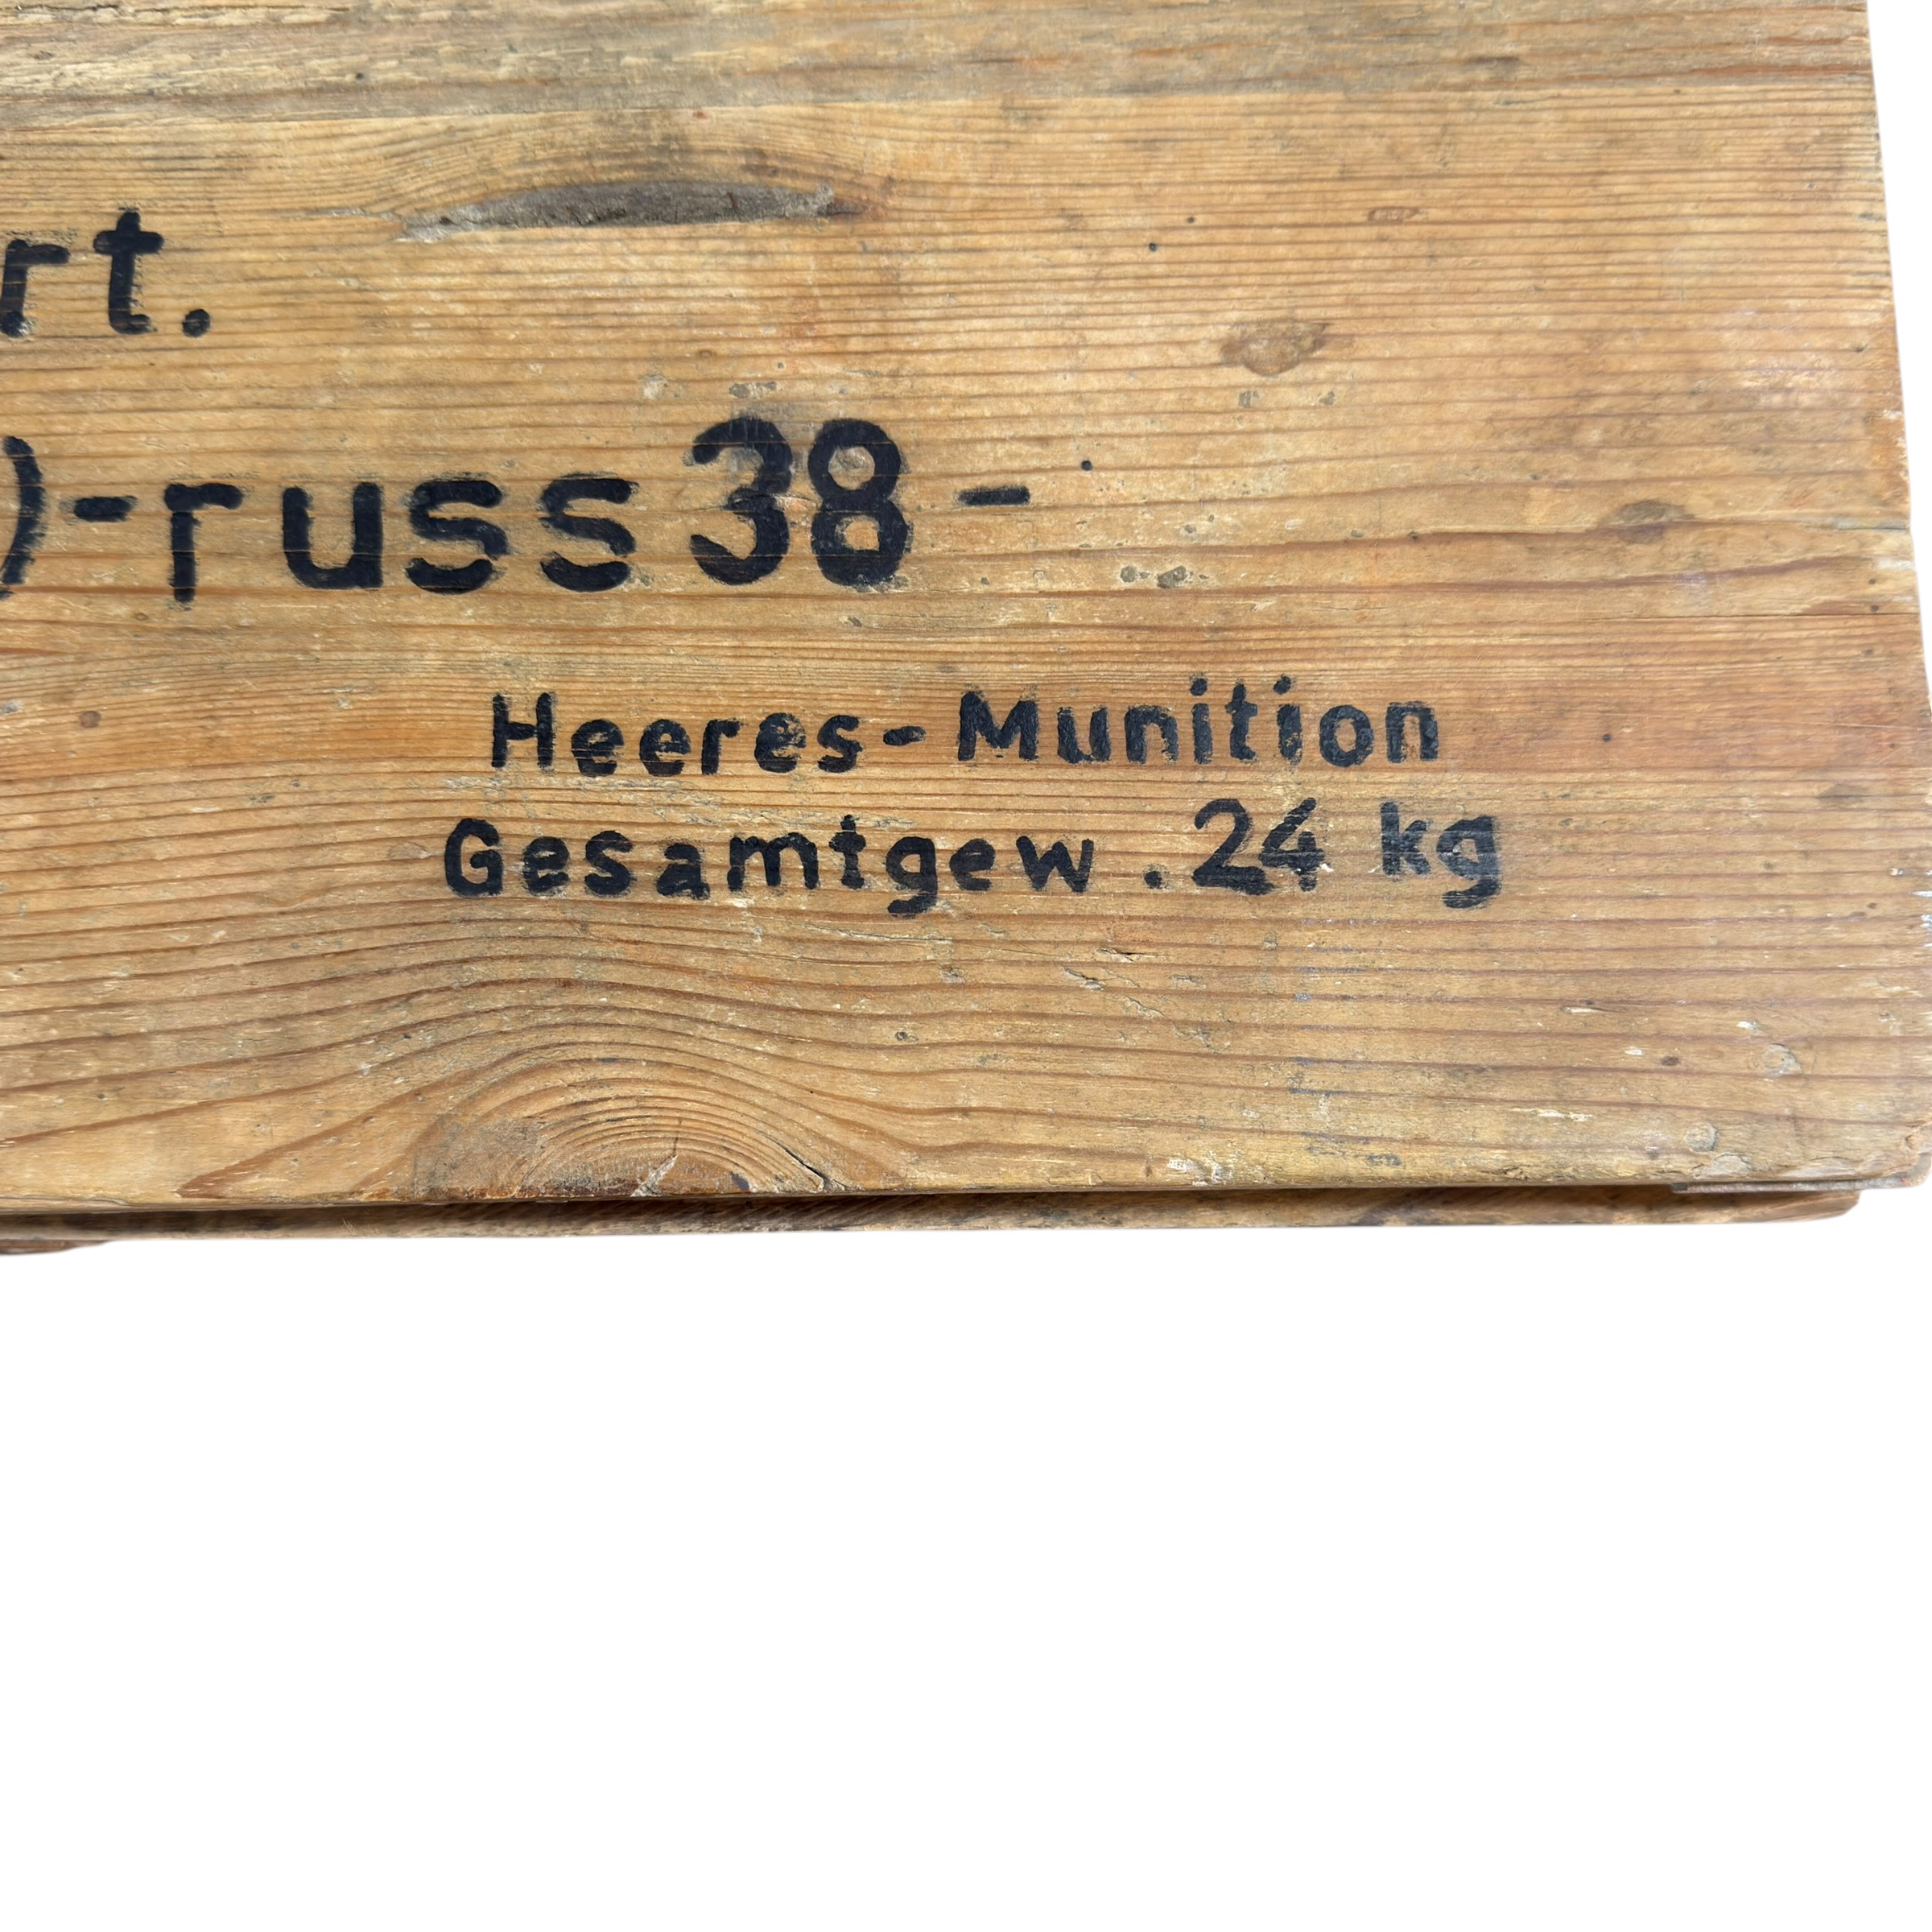 rt.
)-russ 38 -
Heeres-Munition
Gesamtgew. 24 kg